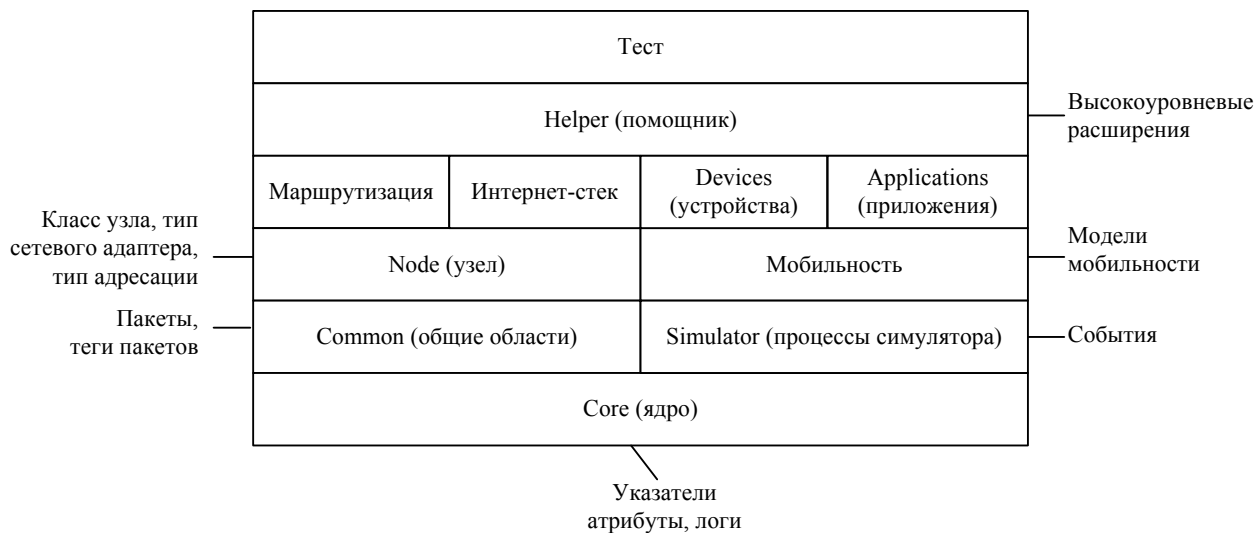 Тест
Helper (помощник)
Высокоуровневые
расширения
Маршрутизация
Интернет-стек
Devices
(устройства)
Applications
(приложения)
Класс узла, тип
сетевого адаптера,
тип адресации
Node (узел)
Мобильность
Модели
мобильности
Пакеты,
теги пакетов
Common (общие области)
Simulator (процессы симулятора)
События
Core (ядро)
Указатели
атрибуты, логи